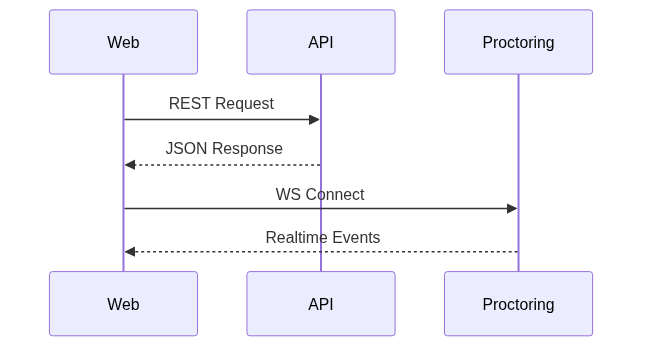 Web
API
Proctoring
REST Request
JSON Response
WS Connect
Realtime Events
Web
API
Proctoring